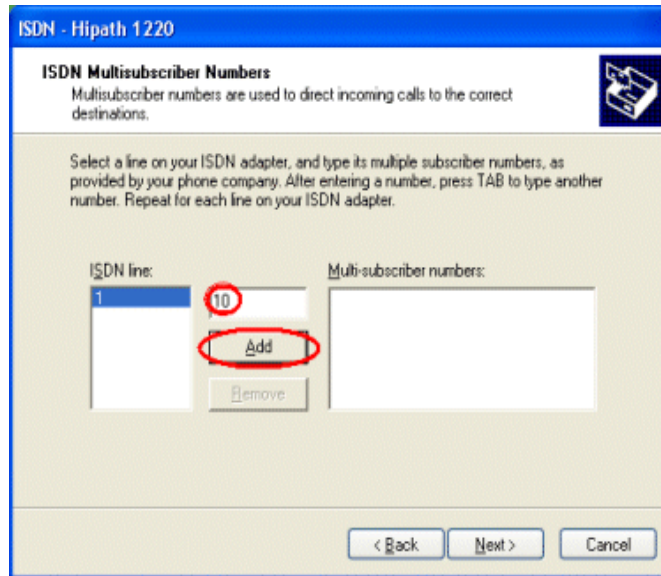 ISDN - Hipath 1220
ISDN Multisubscriber Numbers
Multisubscriber numbers are used to direct incoming calls to the correct
destinations.
Select a line on your ISDN adapter, and type its multiple subscriber numbers, as
provided by your phone company. After entering a number, press TAB to type another
number. Repeat for each line on your ISDN adapter.
ISDN line:
Multi-subscriber numbers:
1
10
Add
Remove
< Back
Next >
Cancel